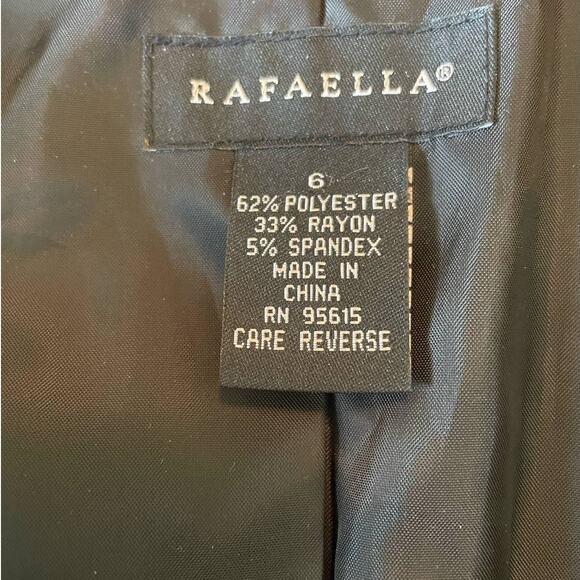 RAFAELLA®
6
62% POLYESTER
33% RAYON
5% SPANDEX
MADE IN
CHINA
RN 95615
CARE REVERSE